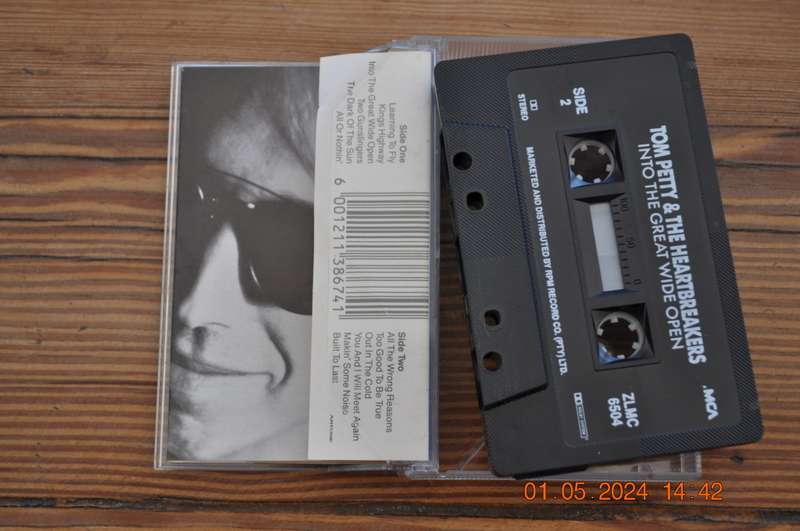 Side One
Learning To Fly
Kings Highway
Into The Great Wide Open
Two Gunslingers
The Dark Of The Sun
All Or Nothin'
6 001211 386741
Side Two
All The Wrong Reasons
Too Good To Be True
Out In The Cold
You And I Will Meet Again
Makin' Some Noise
Built To Last
TOM PETTY & THE HEARTBREAKERS
INTO THE GREAT WIDE OPEN
SIDE
2
STEREO
100 50 0
MCA
ZLMC
6504
MARKETED AND DISTRIBUTED BY RPM RECORD CO. (PTY) LTD.
01.05.2024 14:42